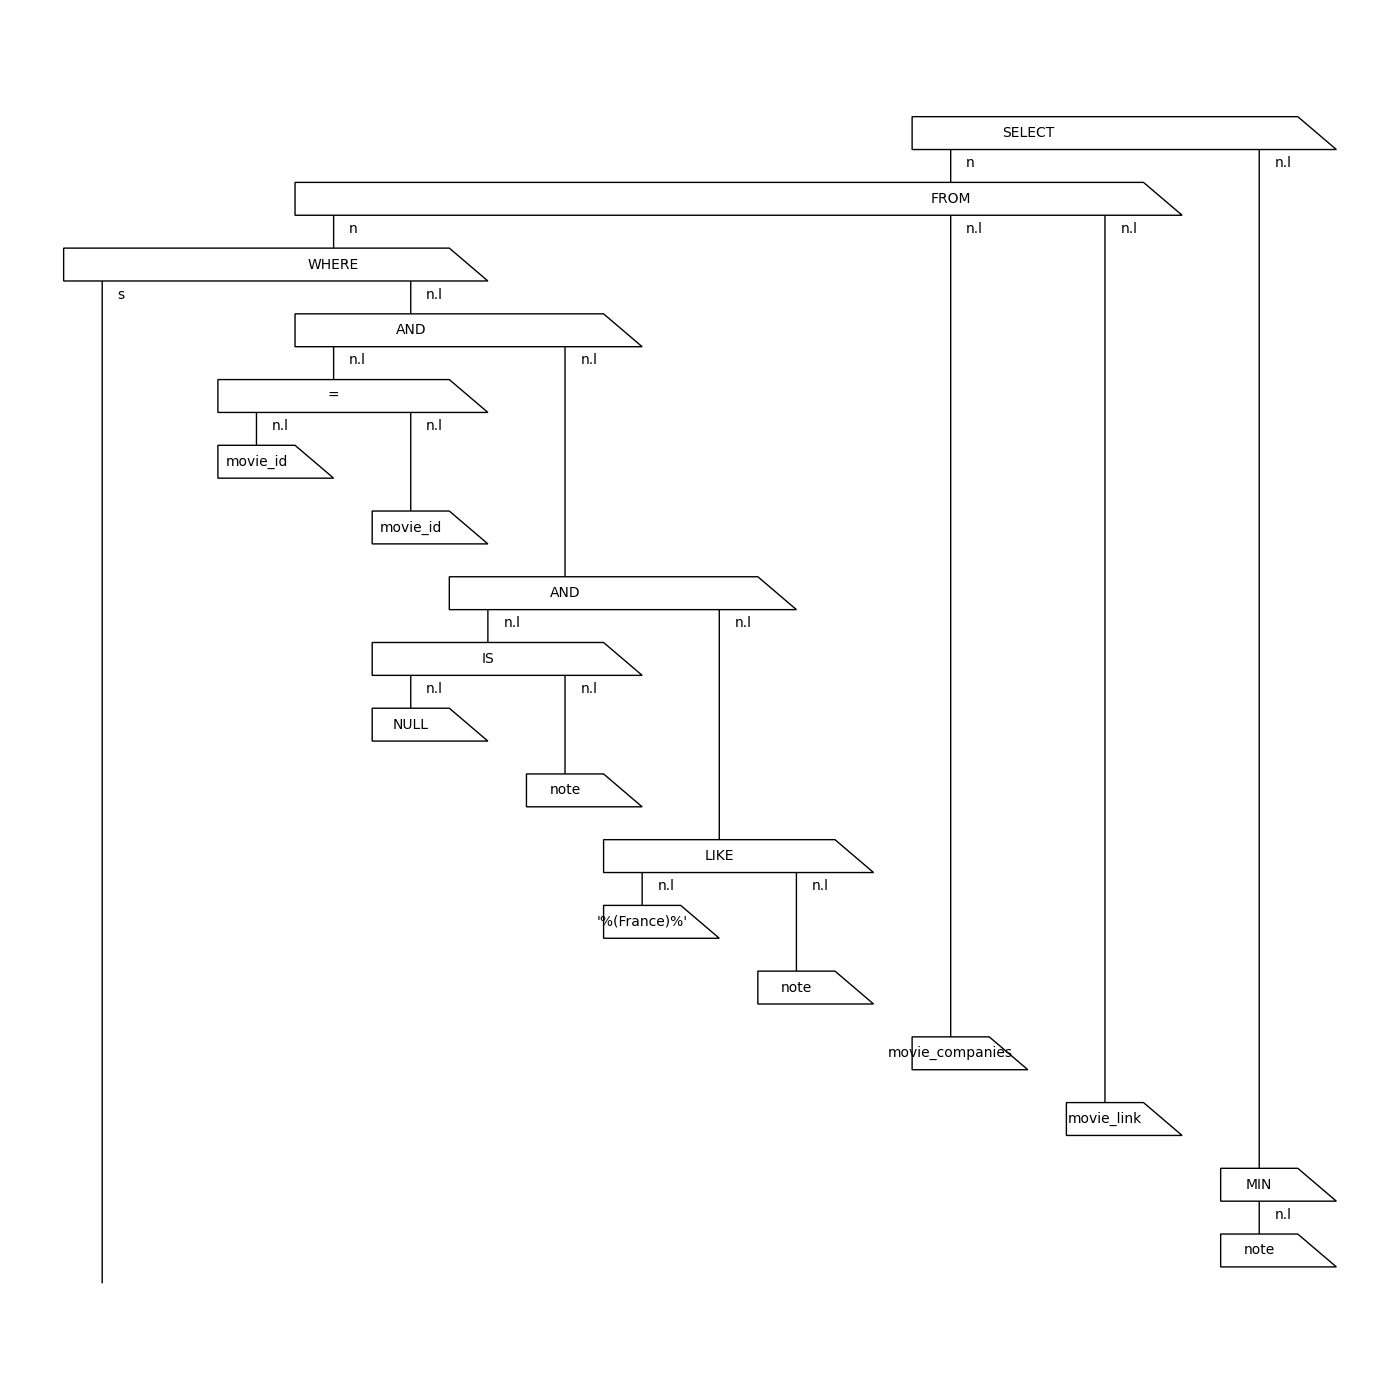 SELECT
n n.l
FROM
n n.l n.l
WHERE
s n.l
AND
n.l n.l
=
n.l n.l
movie_id
movie_id
AND
n.l n.l
IS
n.l n.l
NULL
note
LIKE
n.l n.l
'%(France)%'
note
movie_companies
movie_link
MIN
n.l
note